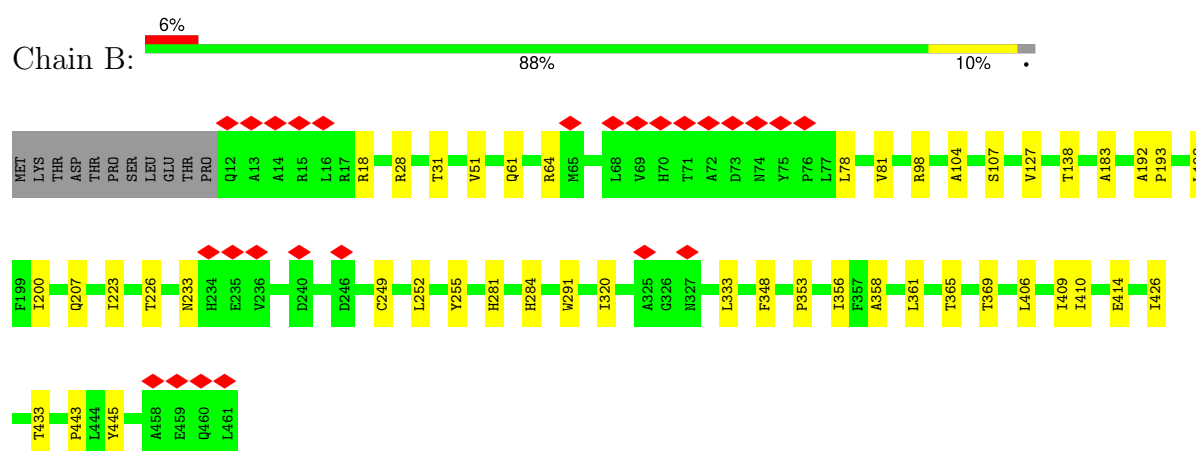 6%
Chain B:
88% 10% •
MET LYS THR ASP THR PRO SER LEU GLU THR PRO Q12 A13 A14 R15 L16 R17 R18 R28 T31 V51 Q61 R64 M65 L68 V69 H70 T71 A72 D73 N74 Y75 P76 L77 L78 V81 R98 A104 S107 V127 T138 A183 A192 P193
F199 I200 Q207 I223 T226 N233 H234 E235 V236 D240 D246 C249 L252 Y255 H281 H284 W291 I320 A325 G326 N327 L333 F348 P353 I356 F357 A358 L361 T365 T369 L406 I409 I410 E414 I426
T433 P443 L444 Y445 A458 E459 Q460 L461